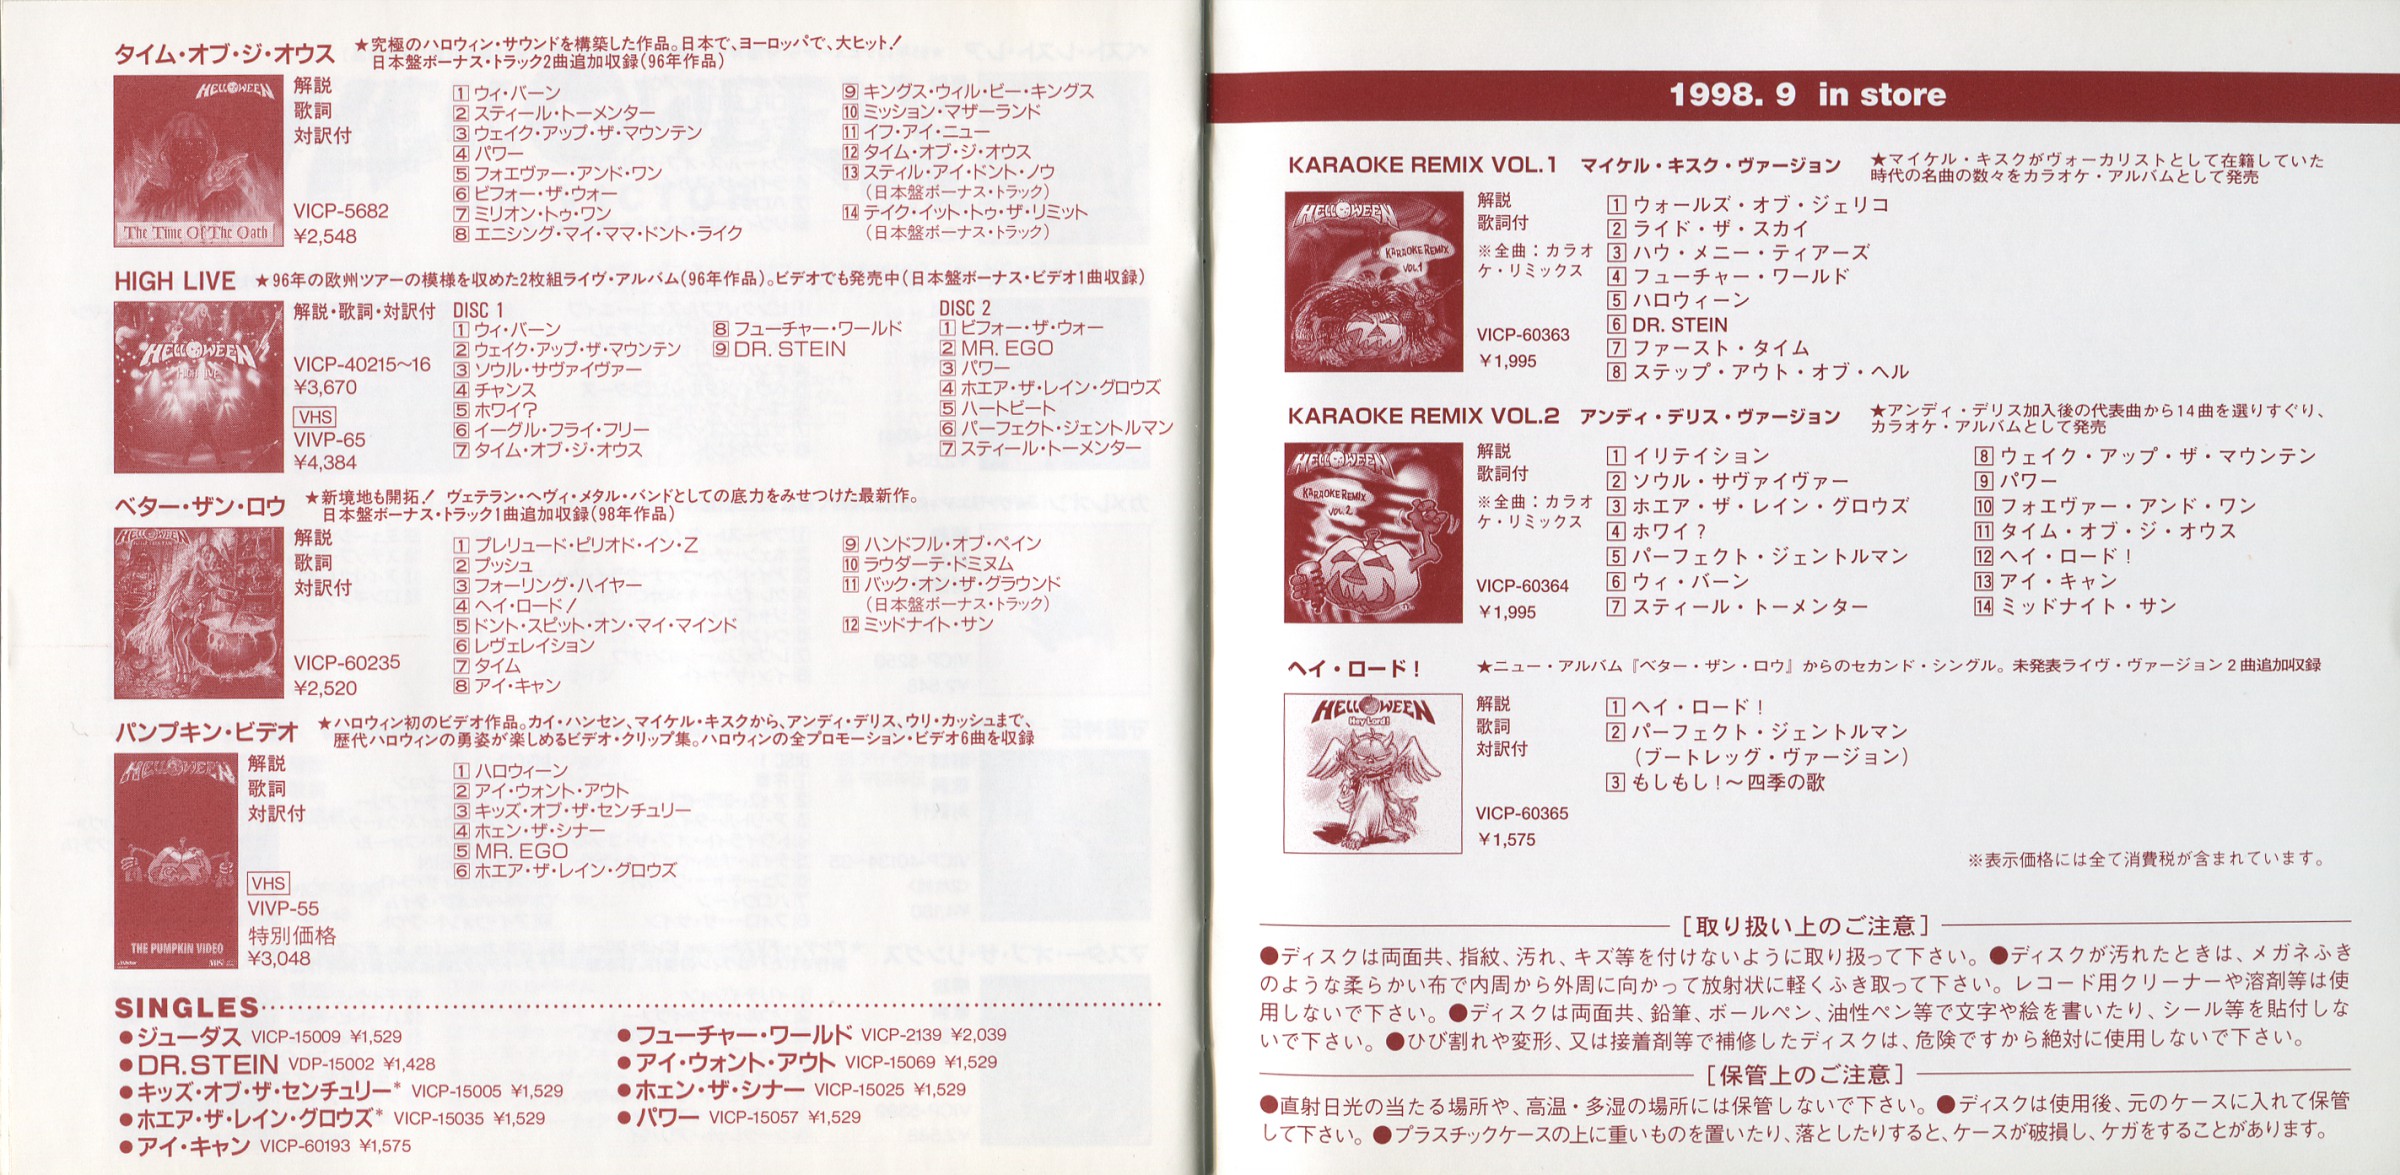 タイム・オブ・ジ・オウス
★究極のハロウィン・サウンドを構築した作品。日本で、ヨーロッパで、大ヒット!
日本盤ボーナス・トラック2曲追加収録(96年作品)
HELLOWEEN
The Time Of The Oath
解説
歌詞
対訳付
VICP-5682
¥2,548
1 ウィ・バーン
2 スティール・トーメンター
3 ウェイク・アップ・ザ・マウンテン
4 パワー
5 フォエヴァー・アンド・ワン
6 ビフォー・ザ・ウォー
7 ミリオン・トゥ・ワン
8 エニシング・マイ・ママ・ドント・ライク
9 キングス・ウィル・ビー・キングス
10 ミッション・マザーランド
11 イフ・アイ・ニュー
12 タイム・オブ・ジ・オウス
13 スティル・アイ・ドント・ノウ
(日本盤ボーナス・トラック)
14 テイク・イット・トゥ・ザ・リミット
(日本盤ボーナス・トラック)
HIGH LIVE
★96年の欧州ツアーの模様を収めた2枚組ライヴ・アルバム(96年作品)。ビデオでも発売中(日本盤ボーナス・ビデオ1曲収録)
HELLOWEEN
HIGH LIVE
解説・歌詞・対訳付
VICP-40215〜16
¥3,670
VHS
VIVP-65
¥4,384
DISC 1
1 ウィ・バーン
2 ウェイク・アップ・ザ・マウンテン
3 ソウル・サヴァイヴァー
4 チャンス
5 ホワイ?
6 イーグル・フライ・フリー
7 タイム・オブ・ジ・オウス
8 フューチャー・ワールド
9 DR. STEIN
DISC 2
1 ビフォー・ザ・ウォー
2 MR. EGO
3 パワー
4 ホエア・ザ・レイン・グロウズ
5 ハートビート
6 パーフェクト・ジェントルマン
7 スティール・トーメンター
ベター・ザン・ロウ
★新境地も開拓! ヴェテラン・ヘヴィ・メタル・バンドとしての底力をみせつけた最新作。
日本盤ボーナス・トラック1曲追加収録(98年作品)
HELLOWEEN
解説
歌詞
対訳付
VICP-60235
¥2,520
1 プレリュード・ピリオド・イン・Z
2 プッシュ
3 フォーリング・ハイヤー
4 ヘイ・ロード!
5 ドント・スピット・オン・マイ・マインド
6 レヴェレイション
7 タイム
8 アイ・キャン
9 ハンドフル・オブ・ペイン
10 ラウダーテ・ドミヌム
11 バック・オン・ザ・グラウンド
(日本盤ボーナス・トラック)
12 ミッドナイト・サン
パンプキン・ビデオ
★ハロウィン初のビデオ作品。カイ・ハンセン、マイケル・キスクから、アンディ・デリス、ウリ・カッシュまで、
歴代ハロウィンの勇姿が楽しめるビデオ・クリップ集。ハロウィンの全プロモーション・ビデオ6曲を収録
HELLOWEEN
THE PUMPKIN VIDEO
解説
歌詞
対訳付
VHS
VIVP-55
特別価格
¥3,048
1 ハロウィーン
2 アイ・ウォント・アウト
3 キッズ・オブ・ザ・センチュリー
4 ホェン・ザ・シナー
5 MR. EGO
6 ホエア・ザ・レイン・グロウズ
SINGLES
●ジューダス VICP-15009 ¥1,529
●DR.STEIN VDP-15002 ¥1,428
●キッズ・オブ・ザ・センチュリー* VICP-15005 ¥1,529
●ホエア・ザ・レイン・グロウズ* VICP-15035 ¥1,529
●アイ・キャン VICP-60193 ¥1,575
●フューチャー・ワールド VICP-2139 ¥2,039
●アイ・ウォント・アウト VICP-15069 ¥1,529
●ホェン・ザ・シナー VICP-15025 ¥1,529
●パワー VICP-15057 ¥1,529
1998. 9 in store
KARAOKE REMIX VOL.1 マイケル・キスク・ヴァージョン
★マイケル・キスクがヴォーカリストとして在籍していた
時代の名曲の数々をカラオケ・アルバムとして発売
HELLOWEEN
KARAOKE REMIX
VOL.1
解説
歌詞付
※全曲:カラオ
ケ・リミックス
VICP-60363
¥1,995
1 ウォールズ・オブ・ジェリコ
2 ライド・ザ・スカイ
3 ハウ・メニー・ティアーズ
4 フューチャー・ワールド
5 ハロウィーン
6 DR. STEIN
7 ファースト・タイム
8 ステップ・アウト・オブ・ヘル
KARAOKE REMIX VOL.2 アンディ・デリス・ヴァージョン
★アンディ・デリス加入後の代表曲から14曲を選りすぐり、
カラオケ・アルバムとして発売
HELLOWEEN
KARAOKE REMIX
VOL.2
解説
歌詞付
※全曲:カラオ
ケ・リミックス
VICP-60364
¥1,995
1 イリテイション
2 ソウル・サヴァイヴァー
3 ホエア・ザ・レイン・グロウズ
4 ホワイ?
5 パーフェクト・ジェントルマン
6 ウィ・バーン
7 スティール・トーメンター
8 ウェイク・アップ・ザ・マウンテン
9 パワー
10 フォエヴァー・アンド・ワン
11 タイム・オブ・ジ・オウス
12 ヘイ・ロード!
13 アイ・キャン
14 ミッドナイト・サン
ヘイ・ロード!
★ニュー・アルバム『ベター・ザン・ロウ』からのセカンド・シングル。未発表ライヴ・ヴァージョン2曲追加収録
HELLOWEEN
Hey Lord!
解説
歌詞
対訳付
VICP-60365
¥1,575
1 ヘイ・ロード!
2 パーフェクト・ジェントルマン
(ブートレッグ・ヴァージョン)
3 もしもし!〜四季の歌
※表示価格には全て消費税が含まれています。
[取り扱い上のご注意]
●ディスクは両面共、指紋、汚れ、キズ等を付けないように取り扱って下さい。●ディスクが汚れたときは、メガネふき
のような柔らかい布で内周から外周に向かって放射状に軽くふき取って下さい。レコード用クリーナーや溶剤等は使
用しないで下さい。●ディスクは両面共、鉛筆、ボールペン、油性ペン等で文字や絵を書いたり、シール等を貼付しな
いで下さい。●ひび割れや変形、又は接着剤等で補修したディスクは、危険ですから絶対に使用しないで下さい。
[保管上のご注意]
●直射日光の当たる場所や、高温・多湿の場所には保管しないで下さい。●ディスクは使用後、元のケースに入れて保管
して下さい。●プラスチックケースの上に重いものを置いたり、落としたりすると、ケースが破損し、ケガをすることがあります。